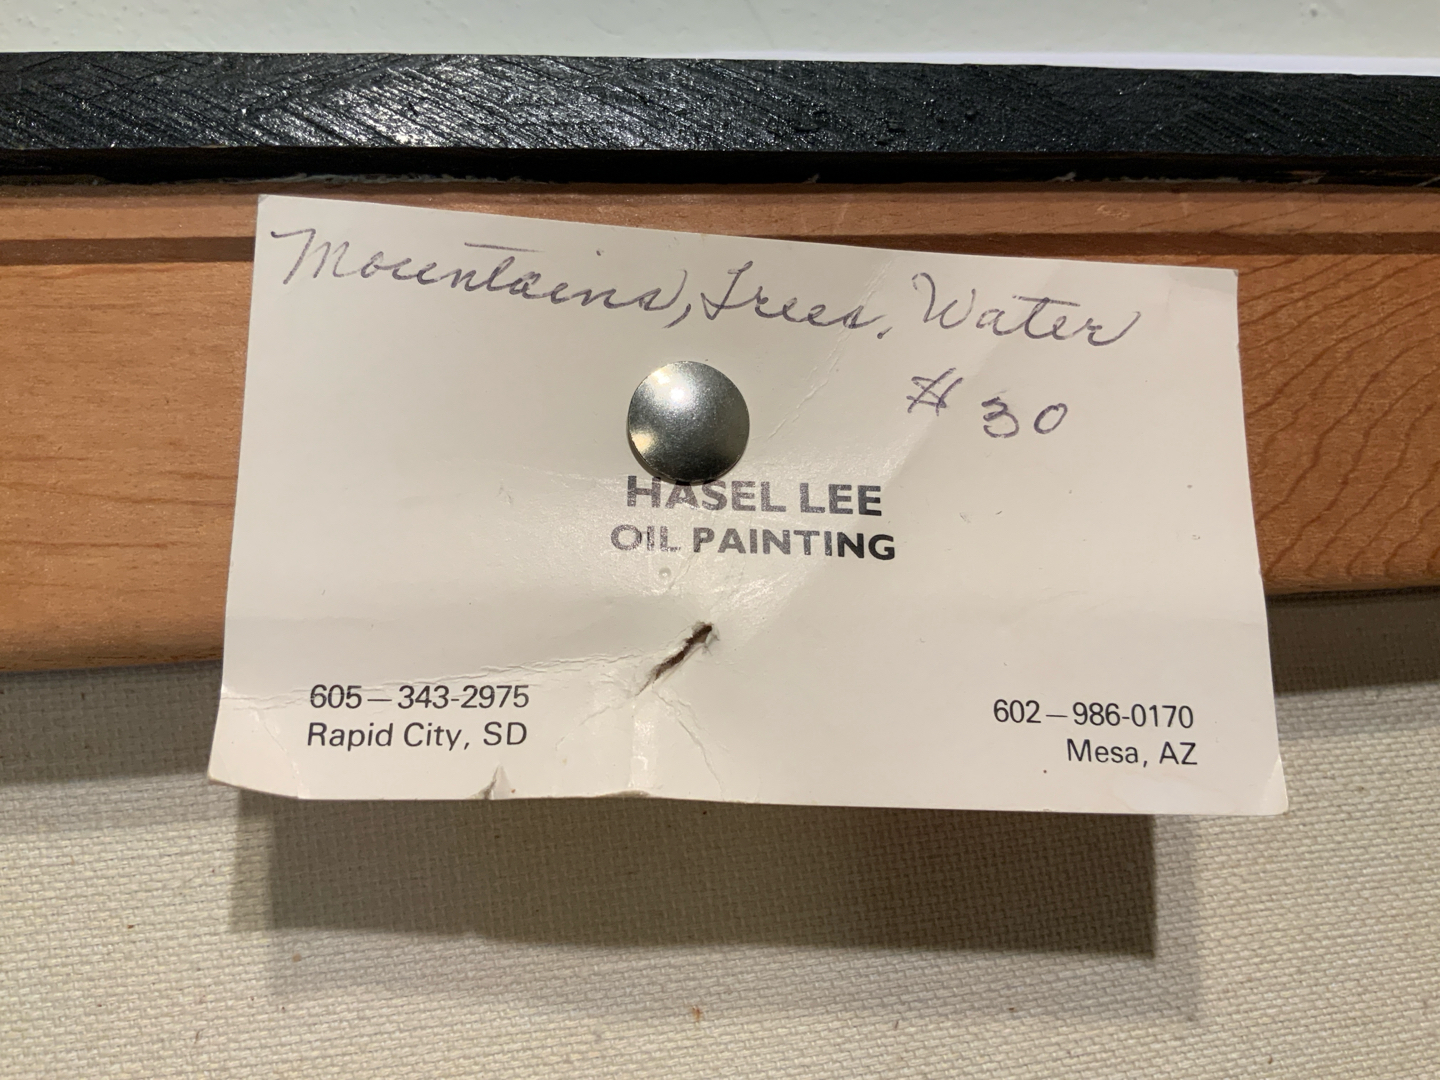 Mountains, Trees, Water
$30
HASEL LEE
OIL PAINTING
605—343-2975
Rapid City, SD
602—986-0170
Mesa, AZ